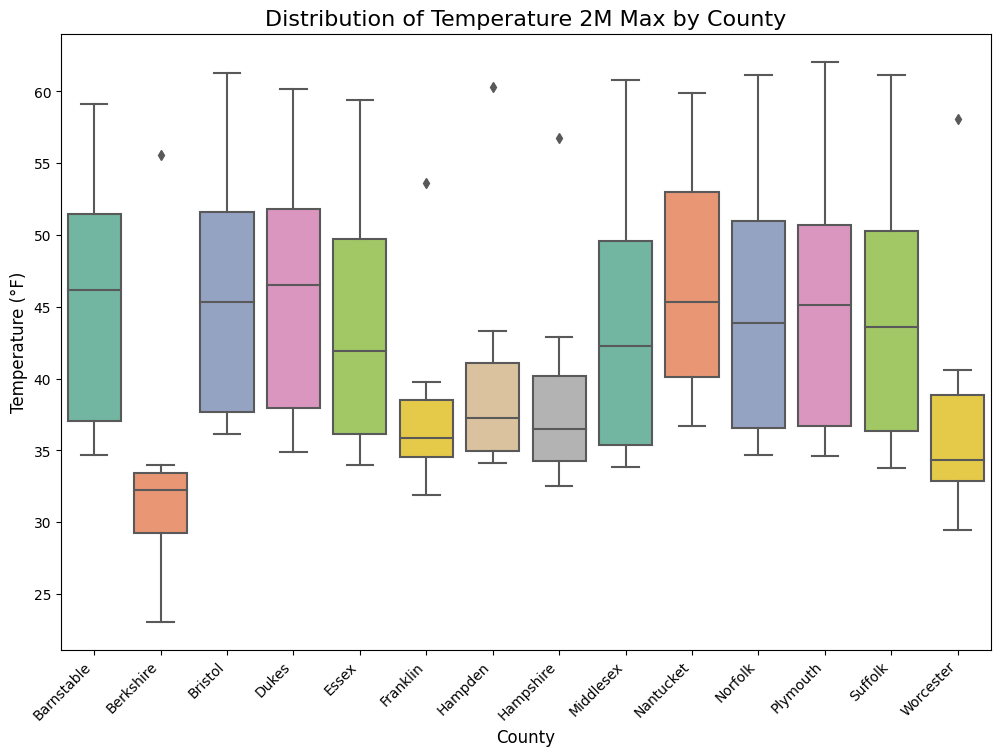 Distribution of Temperature 2M Max by County
Temperature (°F)
60
55
50
45
40
35
30
25
Barnstable
Berkshire
Bristol
Dukes
Essex
Franklin
Hampden
Hampshire
Middlesex
Nantucket
Norfolk
Plymouth
Suffolk
Worcester
County